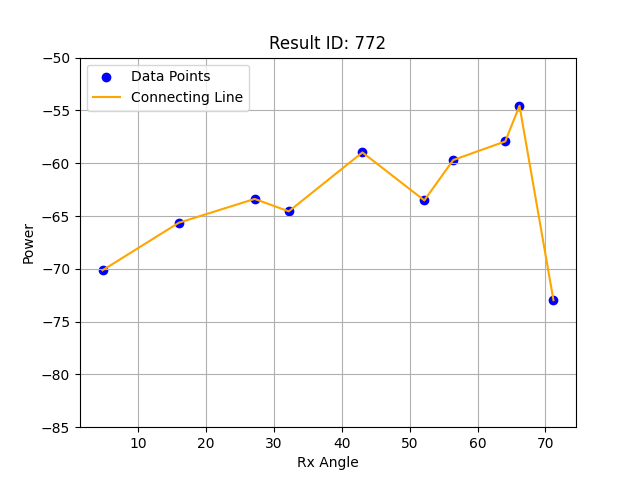 Result ID: 772
Data Points
Connecting Line
−50
−55
−60
−65
−70
−75
−80
−85
Power
10 20 30 40 50 60 70
Rx Angle